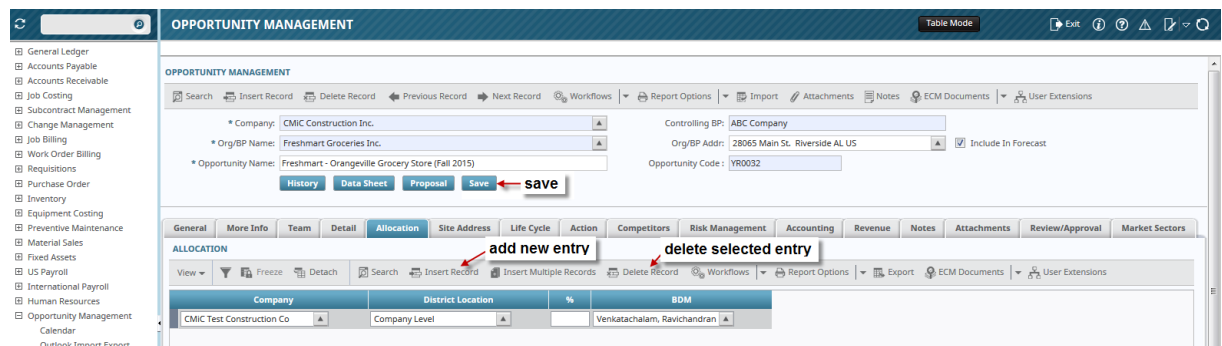 OPPORTUNITY MANAGEMENT
Table Mode
Exit
General Ledger
Accounts Payable
Accounts Receivable
Job Costing
Subcontract Management
Change Management
Job Billing
Work Order Billing
Requisitions
Purchase Order
Inventory
Equipment Costing
Preventive Maintenance
Material Sales
Fixed Assets
US Payroll
International Payroll
Human Resources
Opportunity Management
Calendar
Outlook Import Export
OPPORTUNITY MANAGEMENT
Search Insert Record Delete Record Previous Record Next Record Workflows Report Options Import Attachments Notes ECM Documents User Extensions
* Company: CMiC Construction Inc. Controlling BP: ABC Company
* Org/BP Name: Freshmart Groceries Inc. Org/BP Addr: 28065 Main St. Riverside AL US Include In Forecast
* Opportunity Name: Freshmart - Orangeville Grocery Store (Fall 2015) Opportunity Code : YR0032
History Data Sheet Proposal Save save
General More Info Team Detail Allocation Site Address Life Cycle Action Competitors Risk Management Accounting Revenue Notes Attachments Review/Approval Market Sectors
ALLOCATION add new entry delete selected entry
View Freeze Detach Search Insert Record Insert Multiple Records Delete Record Workflows Report Options Export ECM Documents User Extensions
Company District Location % BDM
CMiC Test Construction Co Company Level Venkatachalam, Ravichandran